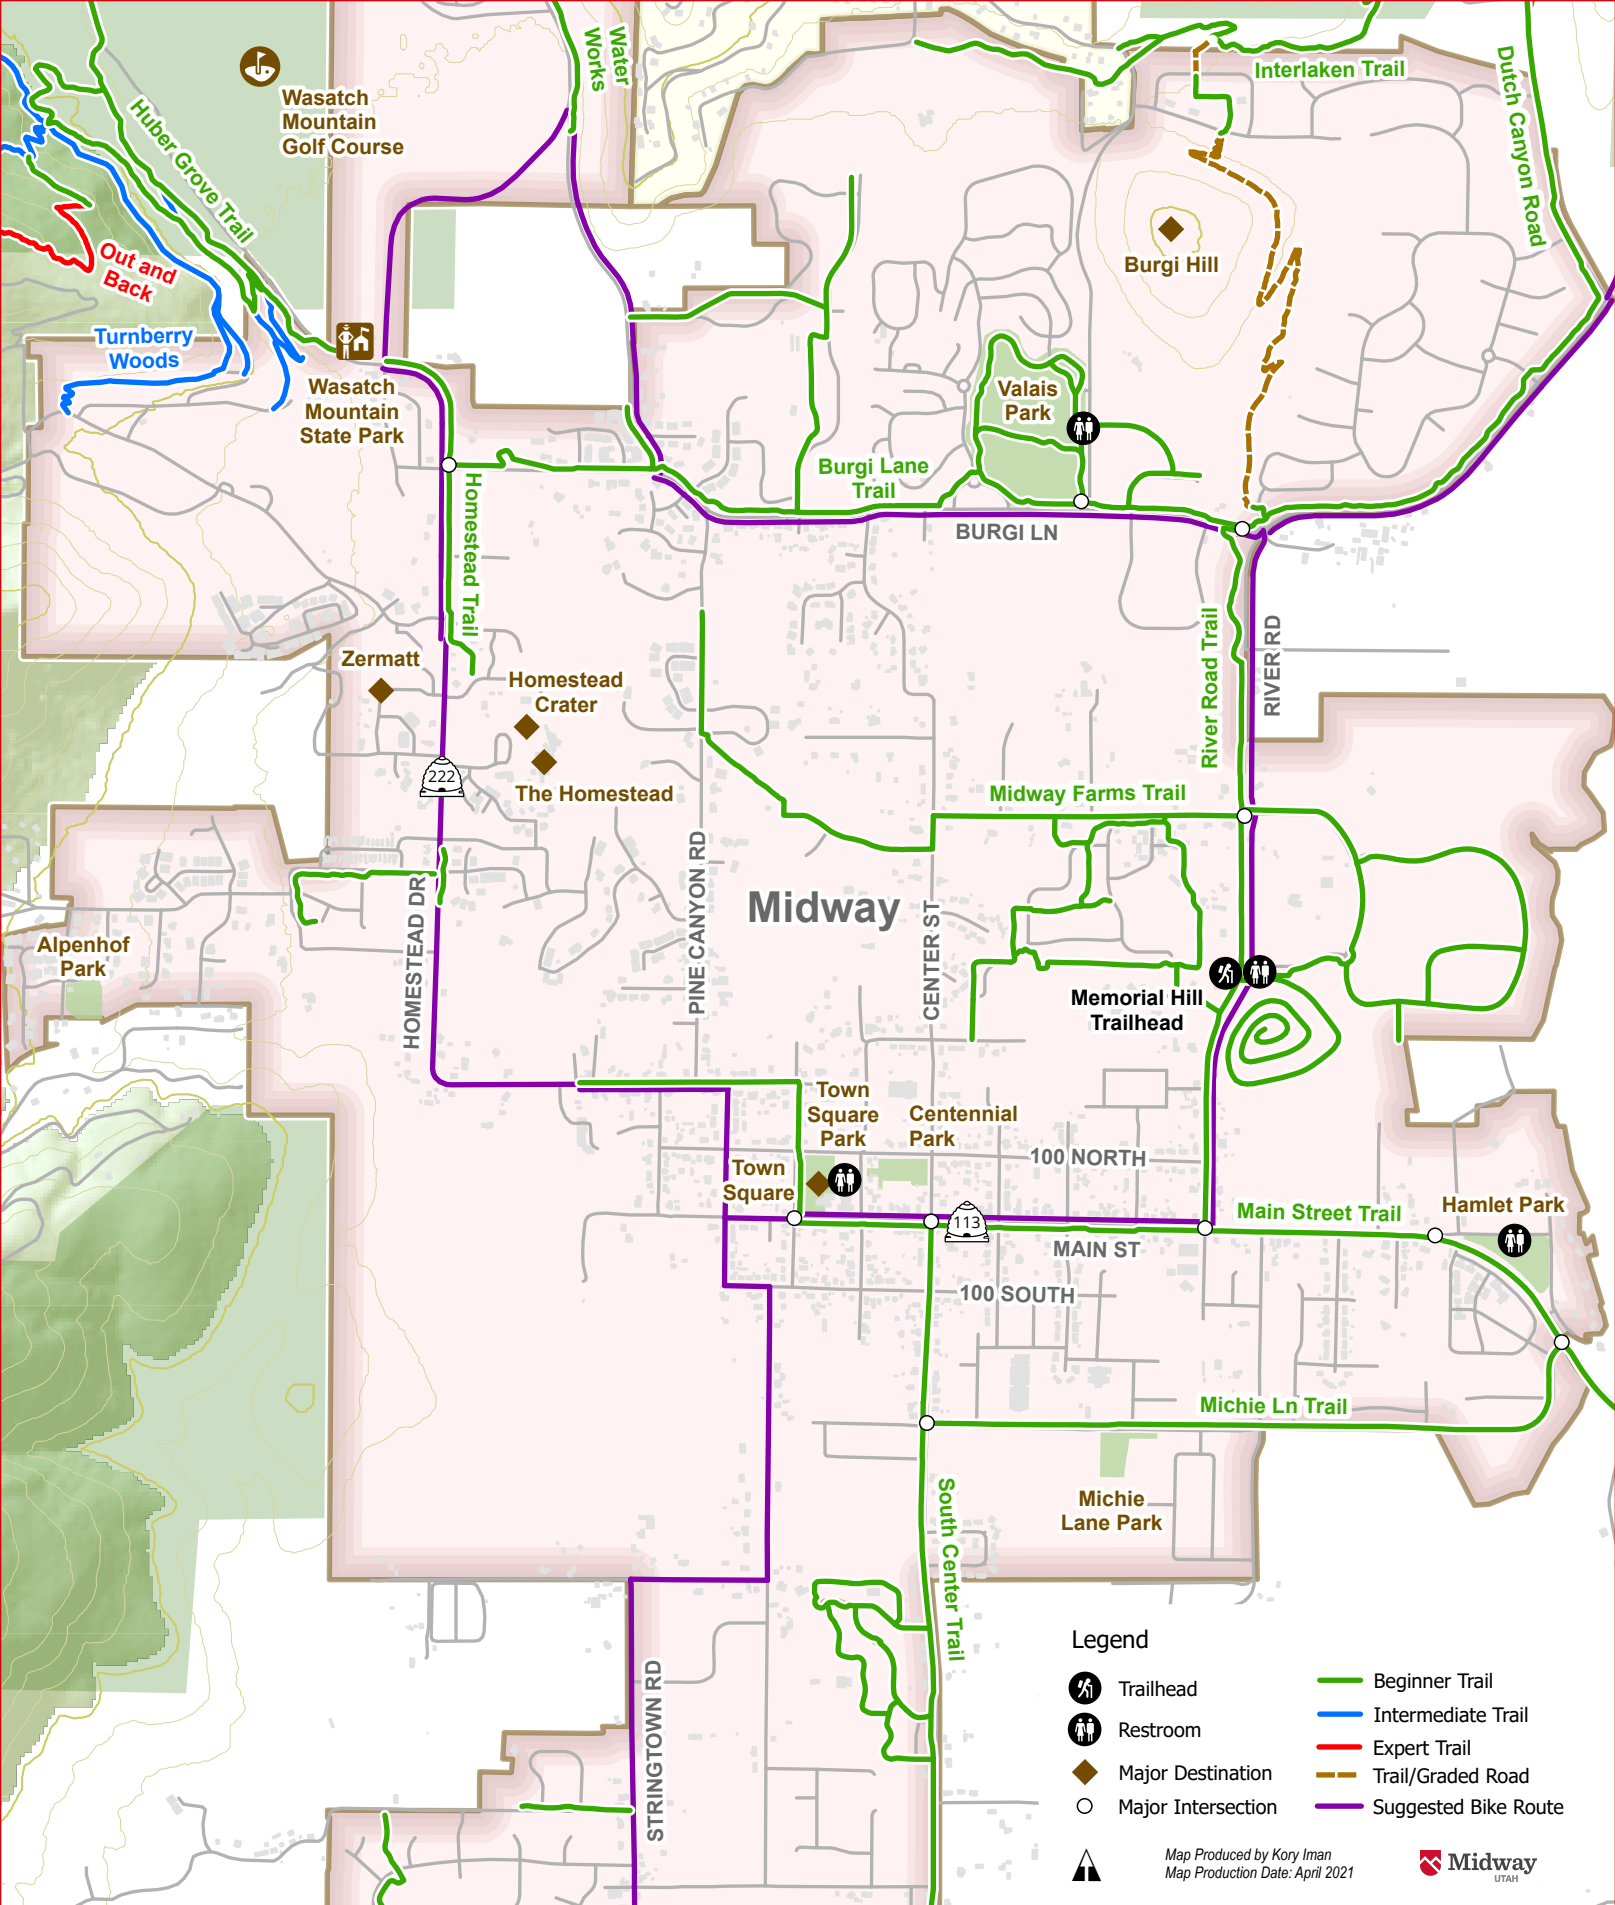 Water
Works
Interlaken Trail
Dutch Canyon Road
Wasatch
Mountain
Golf Course
Huber Grove Trail
Out and
Back
Burgi Hill
Turnberry
Woods
Wasatch
Mountain
State Park
Valais
Park
Burgi Lane
Trail
BURGI LN
Homestead Trail
River Road Trail
RIVER RD
Zermatt
Homestead
Crater
222
The Homestead
Midway Farms Trail
PINE CANYON RD
Midway
CENTER ST
HOMESTEAD DR
Alpenhof
Park
Memorial Hill
Trailhead
Town
Square
Park
Centennial
Park
100 NORTH
Town
Square
113
Main Street Trail
Hamlet Park
MAIN ST
100 SOUTH
Michie Ln Trail
Michie
Lane Park
South Center Trail
STRINGTOWN RD
Legend
Trailhead
Restroom
Major Destination
Major Intersection
Beginner Trail
Intermediate Trail
Expert Trail
Trail/Graded Road
Suggested Bike Route
Map Produced by Kory Iman
Map Production Date: April 2021
Midway
UTAH